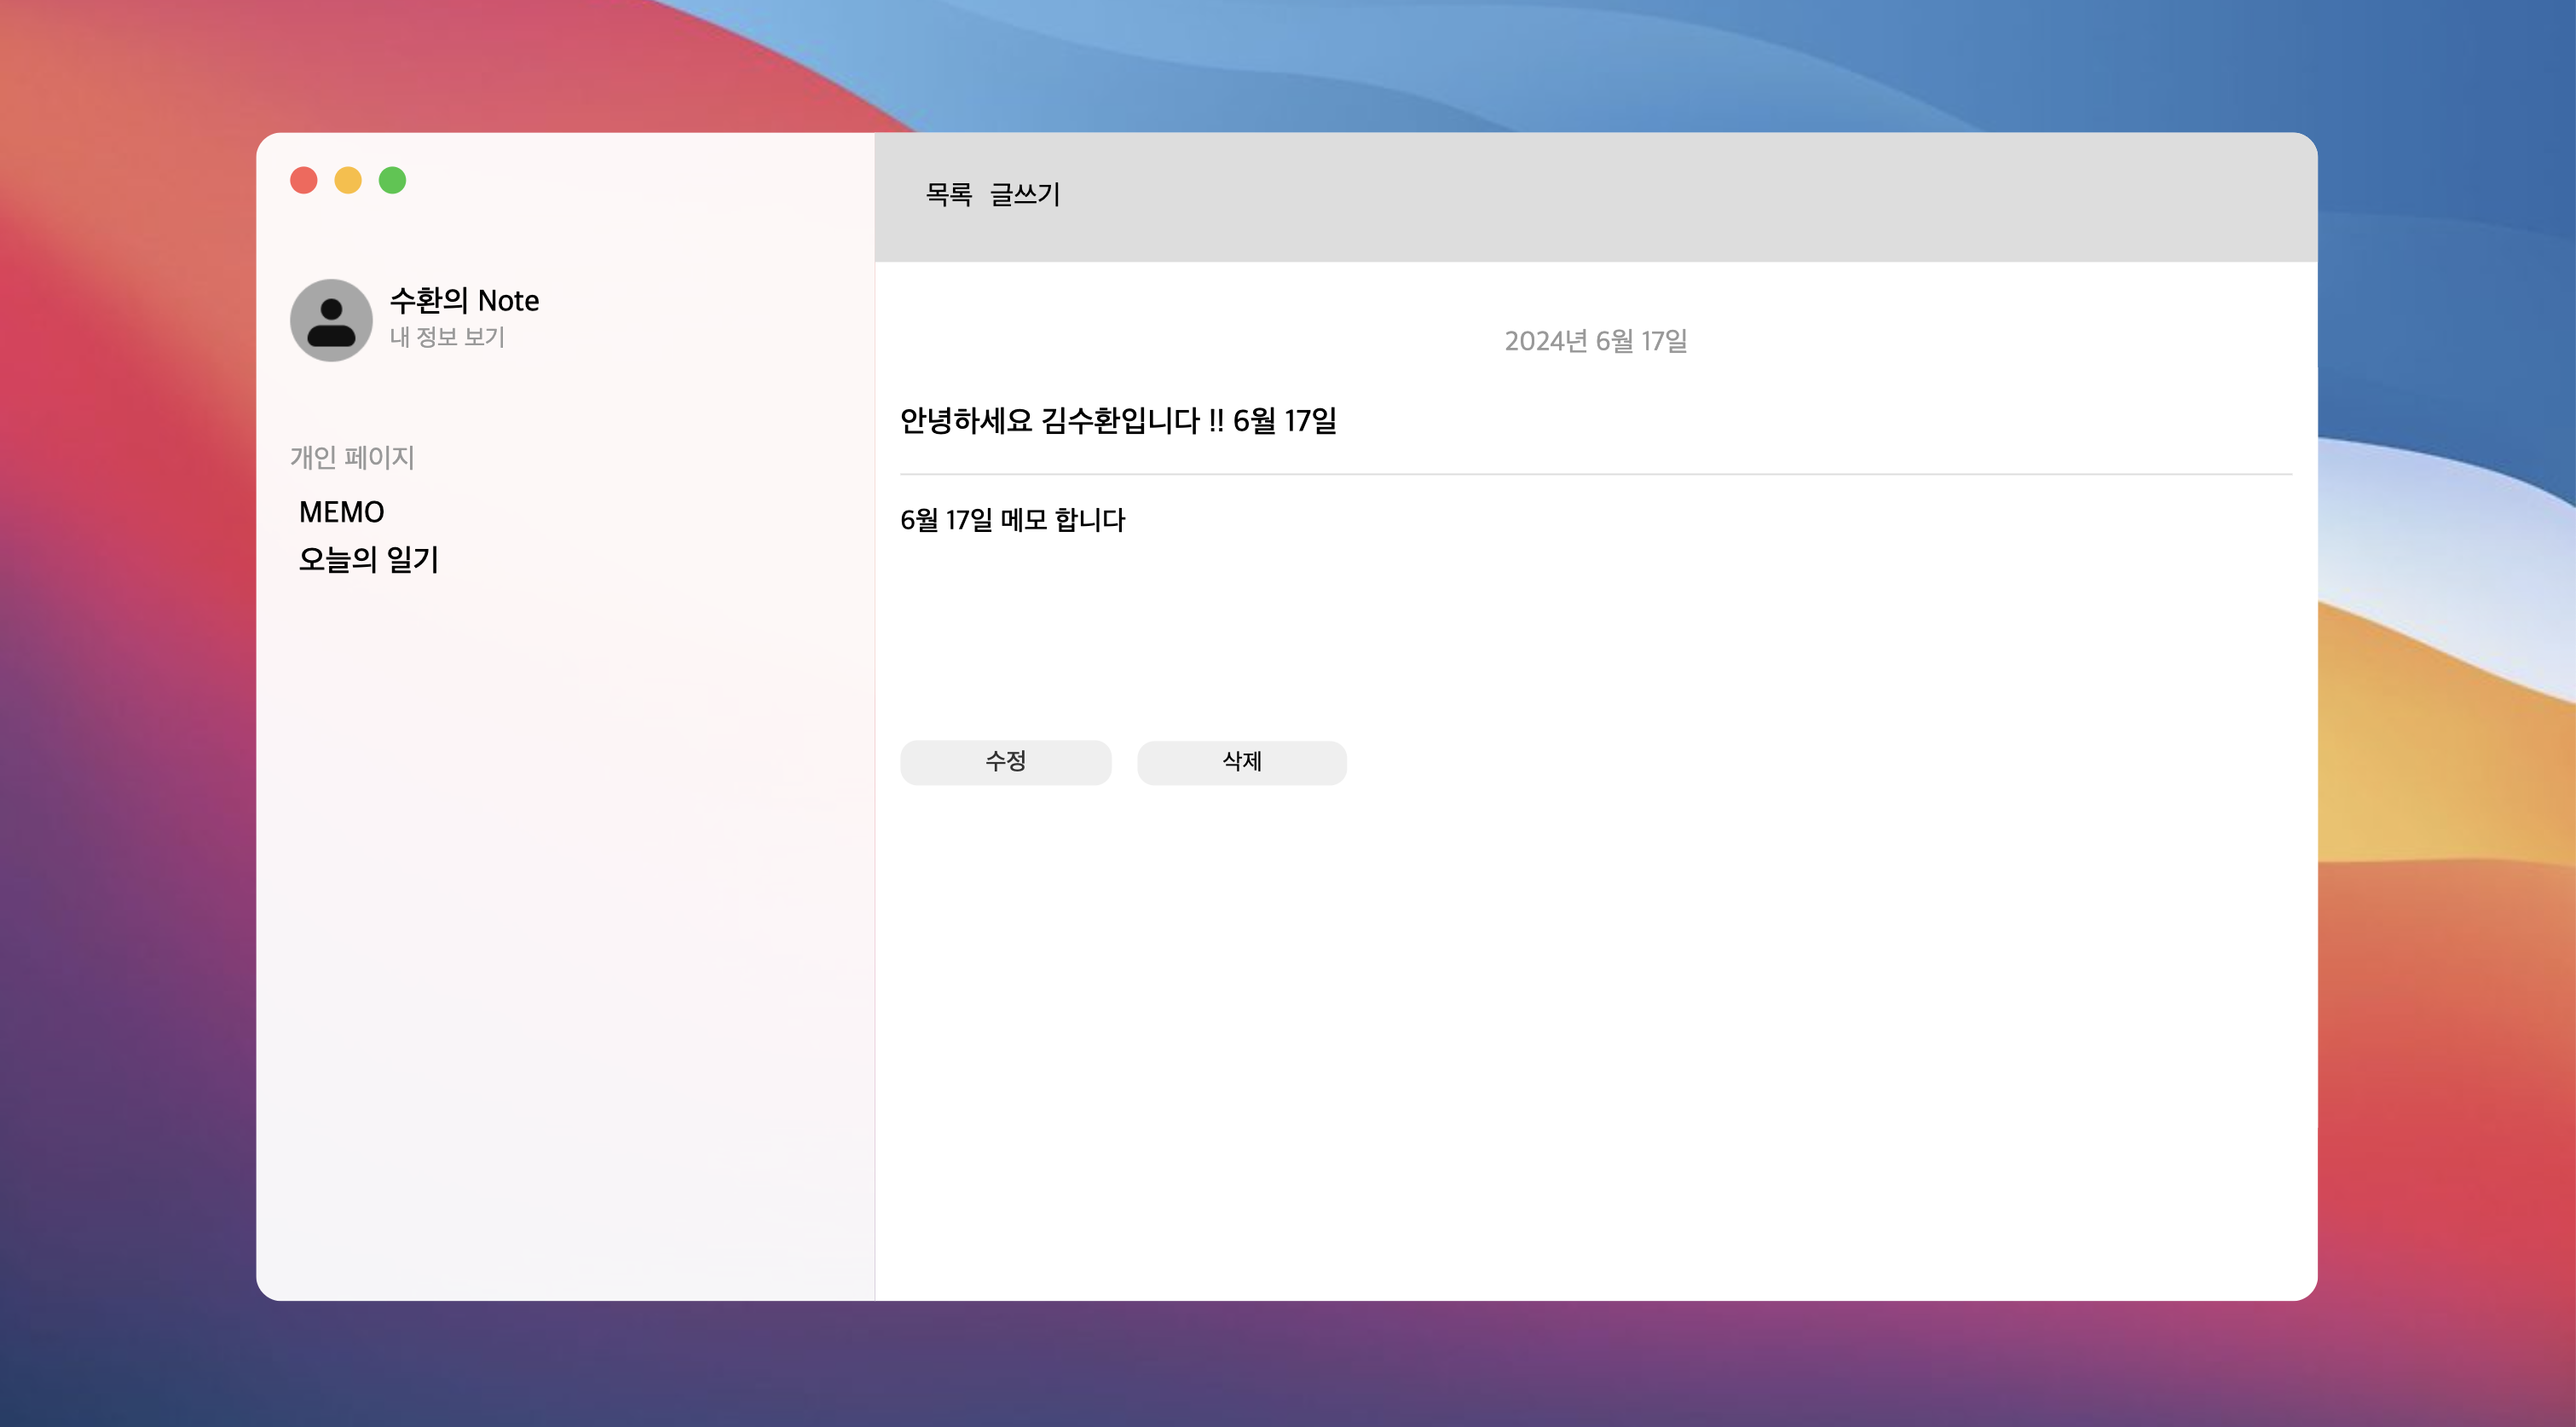 목록 글쓰기
수환의 Note
내 정보 보기
개인 페이지
MEMO
오늘의 일기
2024년 6월 17일
안녕하세요 김수환입니다 !! 6월 17일
6월 17일 메모 합니다
수정 삭제